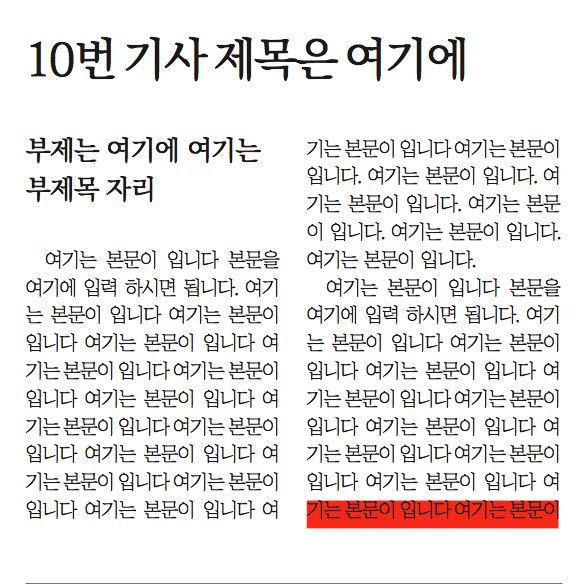 10번 기사 제목은 여기에
부제는 여기에 여기는
부제목 자리
여기는 본문이 입니다 본문을
여기에 입력 하시면 됩니다. 여기
는 본문이 입니다 여기는 본문이
입니다 여기는 본문이 입니다 여
기는 본문이 입니다 여기는 본문이
입니다 여기는 본문이 입니다 여
기는 본문이 입니다 여기는 본문이
입니다 여기는 본문이 입니다 여
기는 본문이 입니다 여기는 본문이
입니다 여기는 본문이 입니다 여
기는 본문이 입니다 여기는 본문이
입니다. 여기는 본문이 입니다. 여
기는 본문이 입니다. 여기는 본문
이 입니다. 여기는 본문이 입니다.
여기는 본문이 입니다.
여기는 본문이 입니다 본문을
여기에 입력 하시면 됩니다. 여기
는 본문이 입니다 여기는 본문이
입니다 여기는 본문이 입니다 여
기는 본문이 입니다 여기는 본문이
입니다 여기는 본문이 입니다 여
기는 본문이 입니다 여기는 본문이
입니다 여기는 본문이 입니다 여
기는 본문이 입니다 여기는 본문이